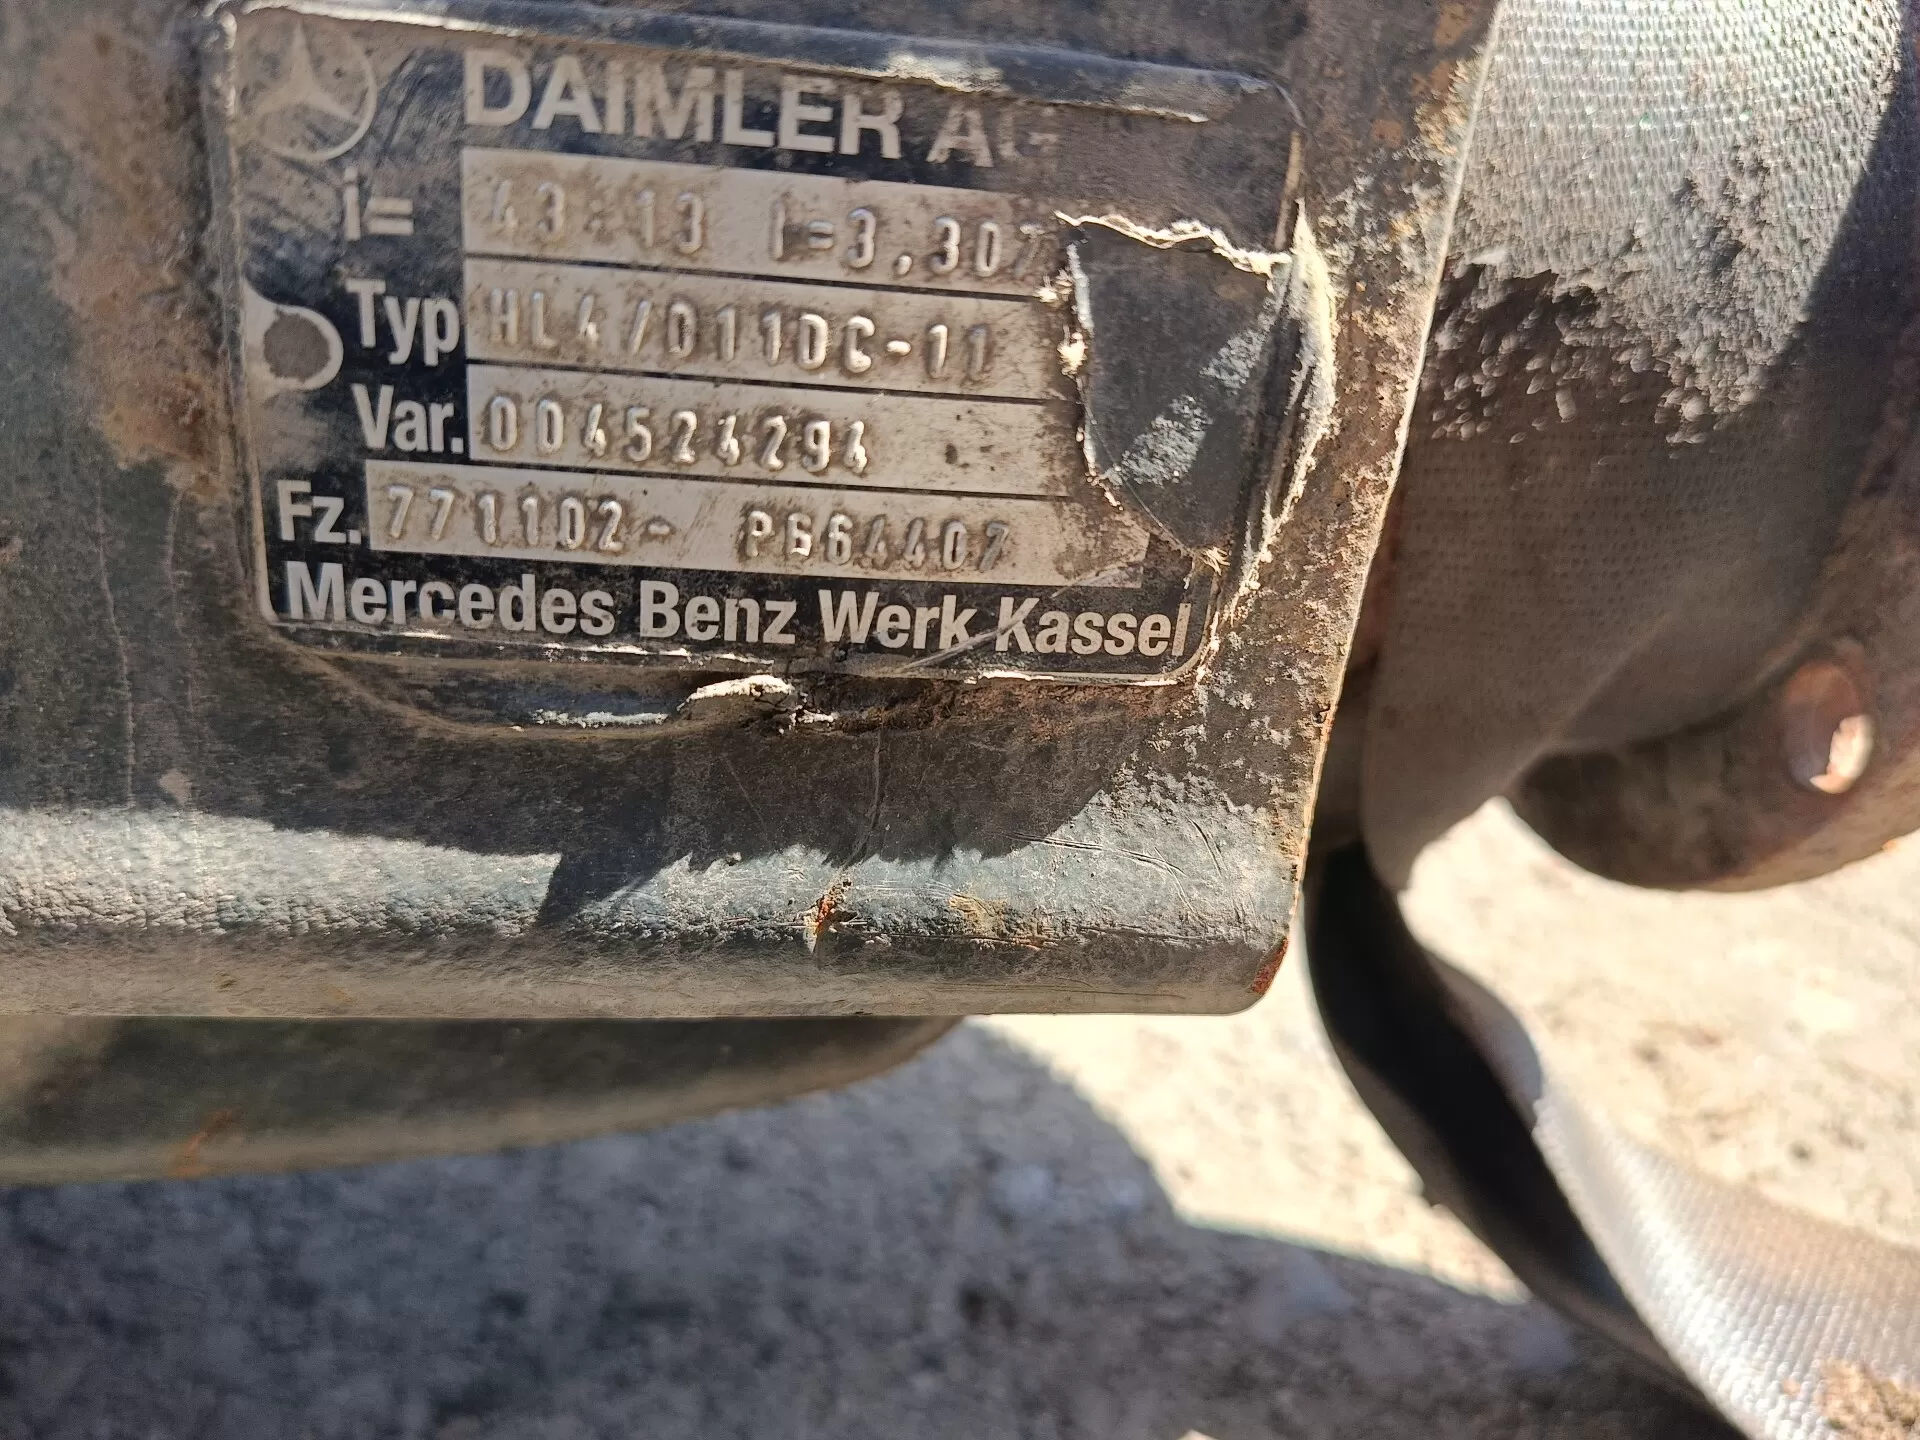 DAIMLER AG
i= 43:13 I=3,307
Typ HL4/011DC-11
Var. 004524294
Fz. 771102- P664407
Mercedes Benz Werk Kassel